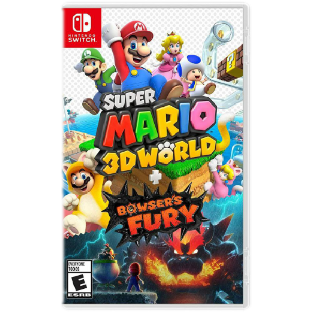 NINTENDO
SWITCH
SUPER
MARIO
3D WORLD
+
BOWSER'S
FURY
EVERYONE
E
ESRB